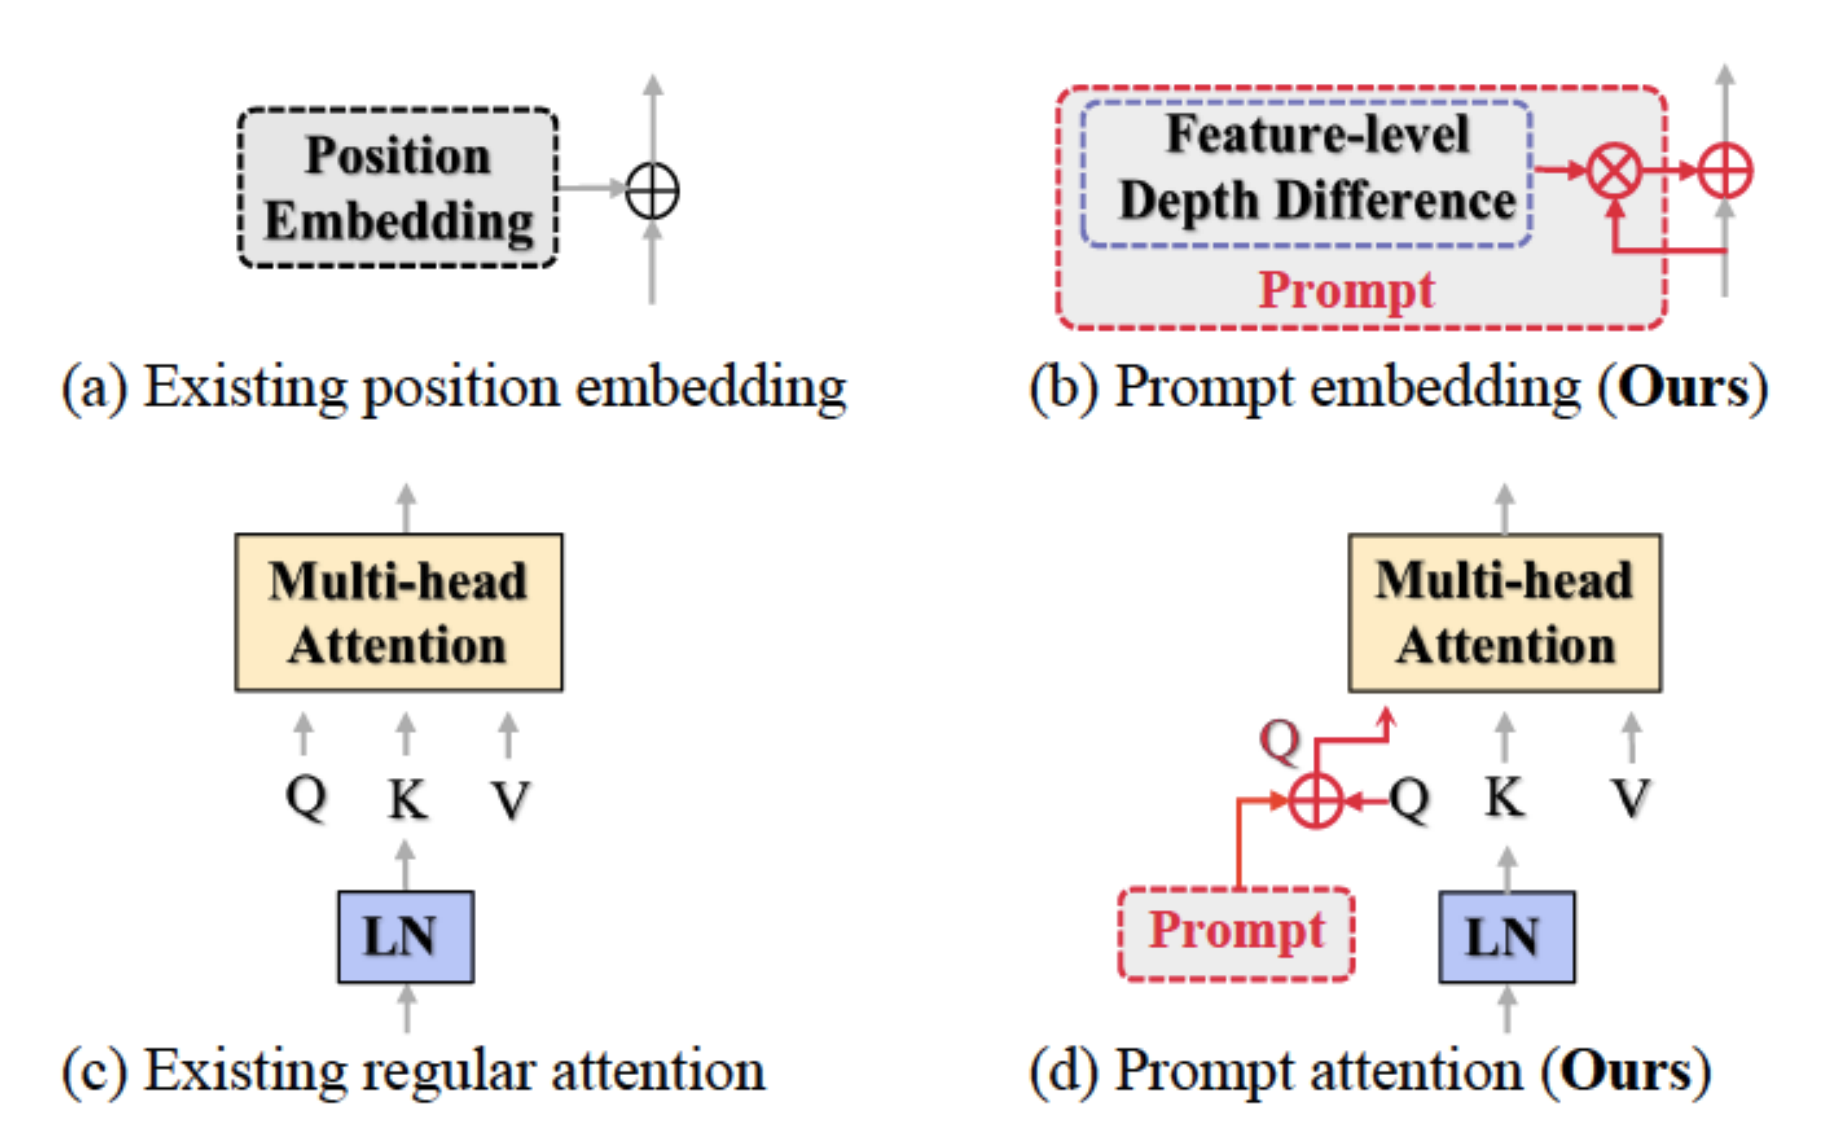 Position
Embedding
Feature-level
Depth Difference
Prompt
(a) Existing position embedding
(b) Prompt embedding (Ours)
Multi-head
Attention
Q K V
LN
(c) Existing regular attention
Multi-head
Attention
Q
Q K V
Prompt
LN
(d) Prompt attention (Ours)